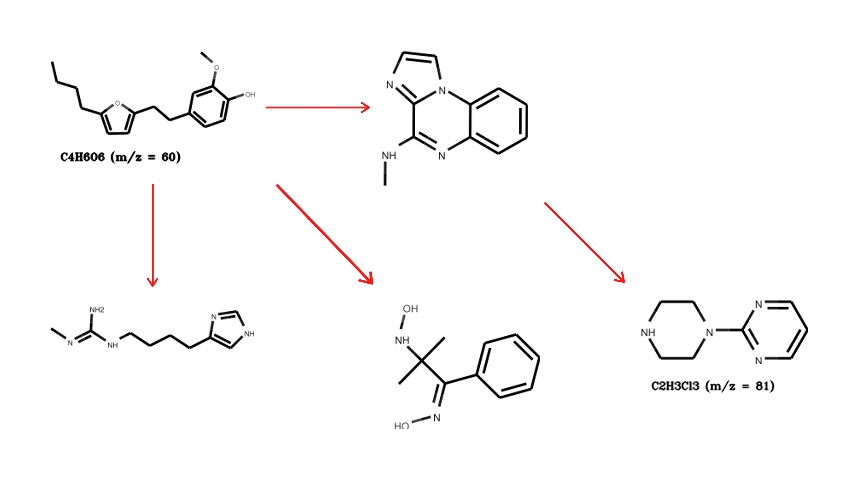 O
OH
O
N
N
C4H6O6 (m/z = 60)
NH
N
NH2
N
NH
N
NH
OH
NH
N
HO
N
NH
N
N
C2H3Cl3 (m/z = 81)